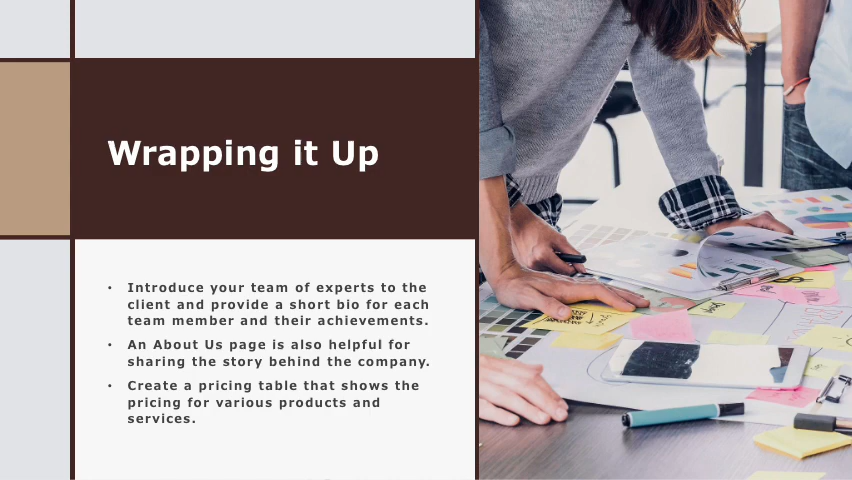 Wrapping it Up
• Introduce your team of experts to the
client and provide a short bio for each
team member and their achievements.
• An About Us page is also helpful for
sharing the story behind the company.
• Create a pricing table that shows the
pricing for various products and
services.